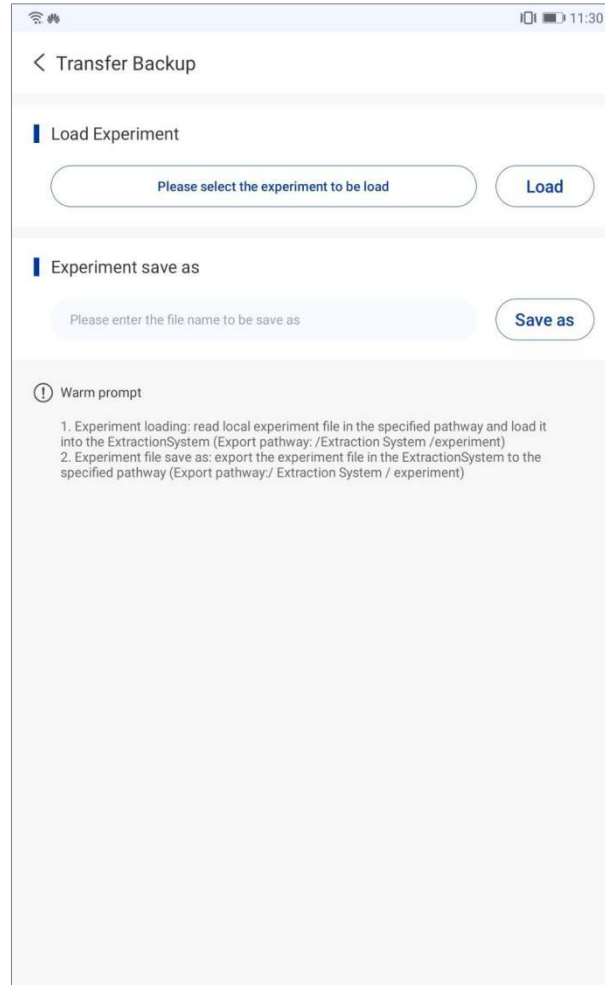 11:30
Transfer Backup
Load Experiment
Please select the experiment to be load
Load
Experiment save as
Please enter the file name to be save as
Save as
Warm prompt
1. Experiment loading: read local experiment file in the specified pathway and load it
into the ExtractionSystem (Export pathway: /Extraction System /experiment)
2. Experiment file save as: export the experiment file in the ExtractionSystem to the
specified pathway (Export pathway:/ Extraction System / experiment)